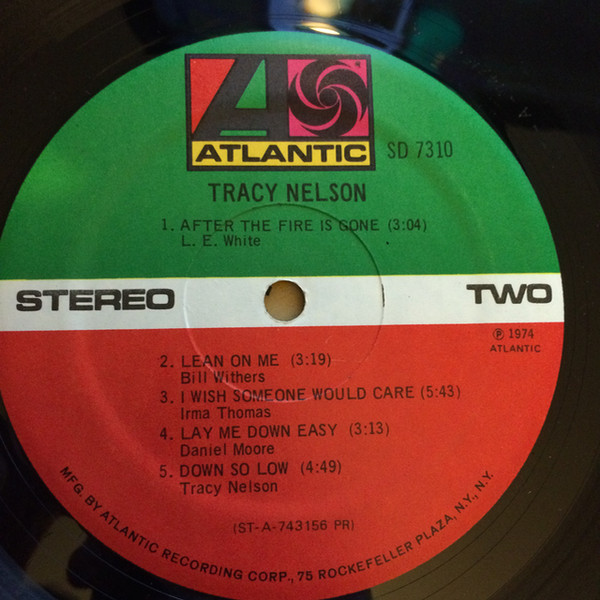 ATLANTIC SD 7310
TRACY NELSON
1. AFTER THE FIRE IS GONE (3:04)
L. E. White
STEREO TWO
℗ 1974
ATLANTIC
2. LEAN ON ME (3:19)
Bill Withers
3. I WISH SOMEONE WOULD CARE (5:43)
Irma Thomas
4. LAY ME DOWN EASY (3:13)
Daniel Moore
5. DOWN SO LOW (4:49)
Tracy Nelson
(ST-A-743156 PR)
MFG. BY ATLANTIC RECORDING CORP., 75 ROCKEFELLER PLAZA, N.Y., N.Y.